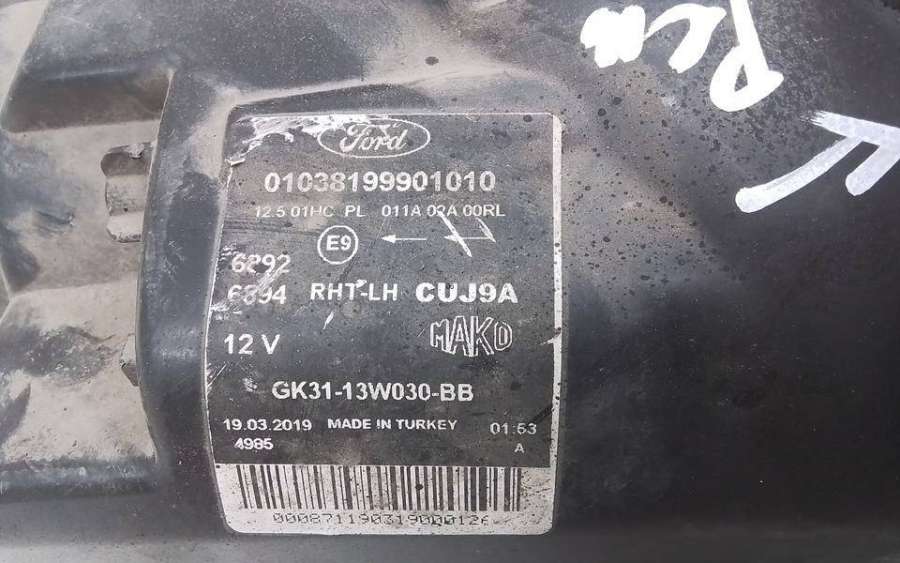 Ford
01038199901010
12.5 01HC PL 011A 02A 00RL
E9
6892
6894 RHT-LH CUJ9A
12 V MAKO
GK31-13W030-BB
19.03.2019 MADE IN TURKEY 01:53
4985 A